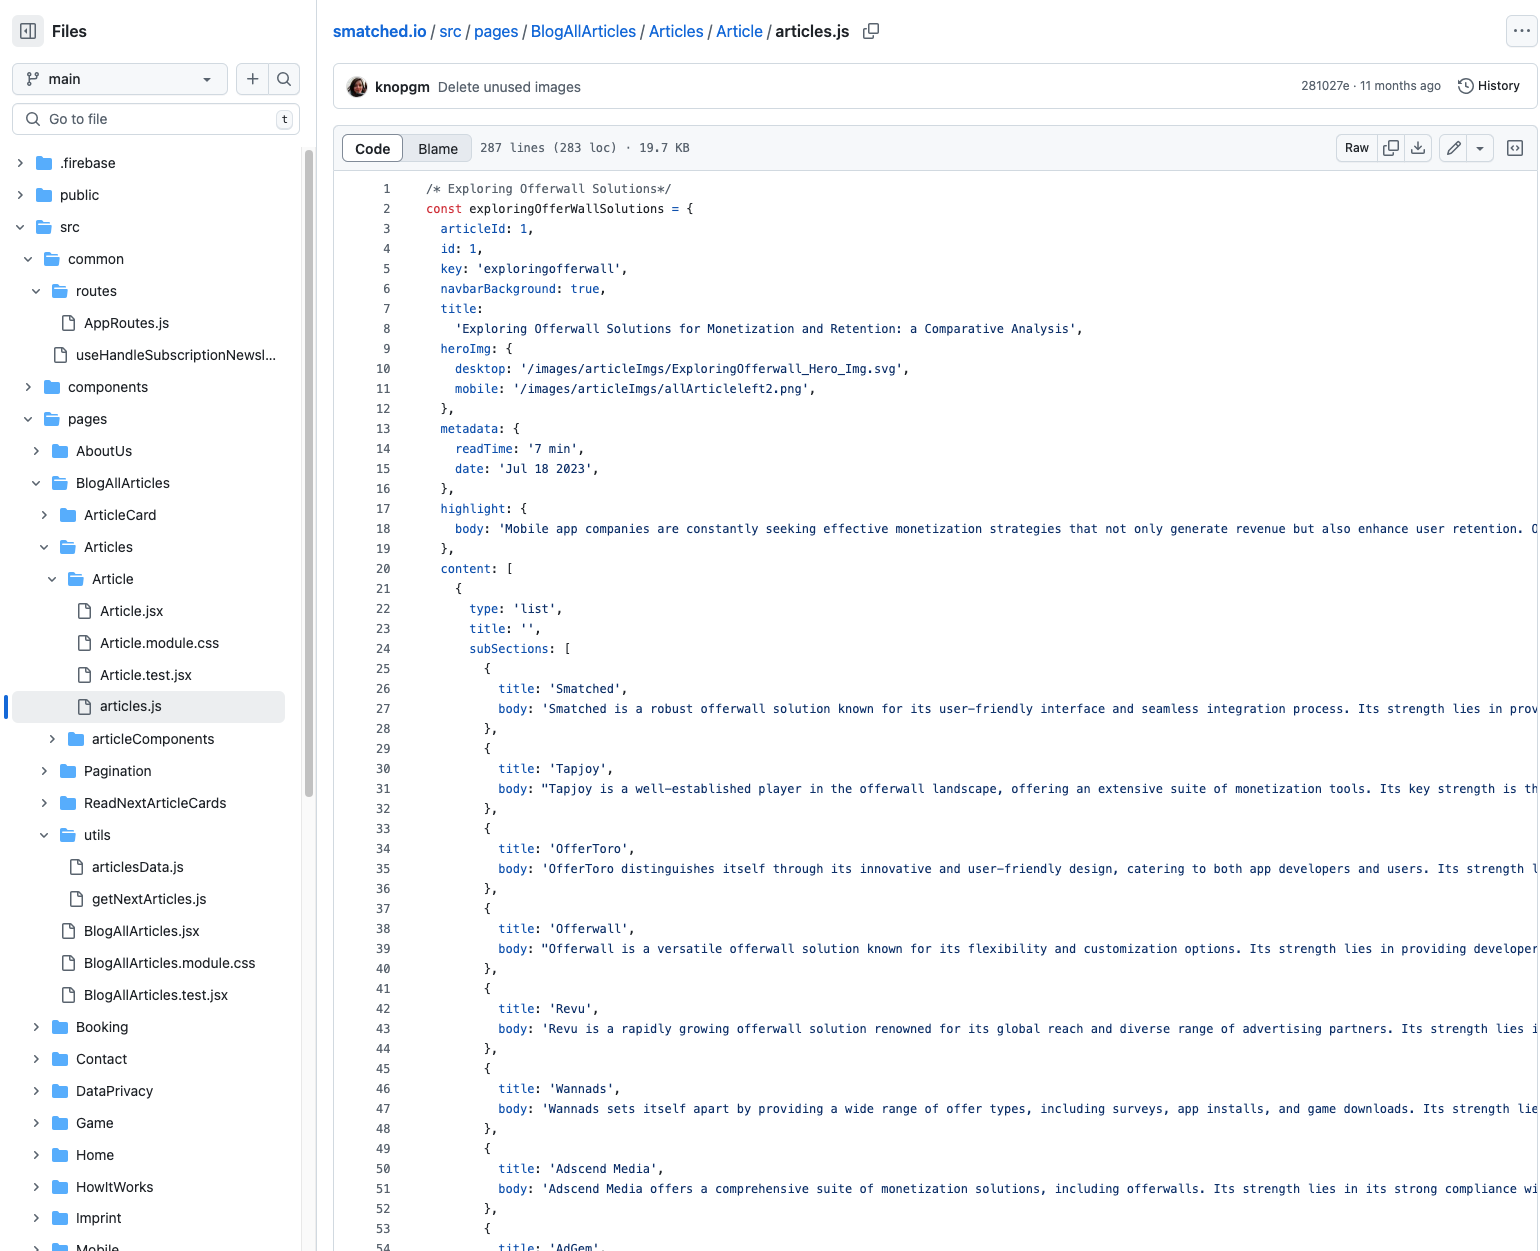 Files
main
Go to file
t
.firebase
public
src
common
routes
AppRoutes.js
useHandleSubscriptionNewsl...
components
pages
AboutUs
BlogAllArticles
ArticleCard
Articles
Article
Article.jsx
Article.module.css
Article.test.jsx
articles.js
articleComponents
Pagination
ReadNextArticleCards
utils
articlesData.js
getNextArticles.js
BlogAllArticles.jsx
BlogAllArticles.module.css
BlogAllArticles.test.jsx
Booking
Contact
DataPrivacy
Game
Home
HowItWorks
Imprint
Mobile
smatched.io / src / pages / BlogAllArticles / Articles / Article / articles.js
knopgm Delete unused images 281027e · 11 months ago History
Code Blame 287 lines (283 loc) · 19.7 KB Raw
1 /* Exploring Offerwall Solutions*/
2 const exploringOfferWallSolutions = {
3 articleId: 1,
4 id: 1,
5 key: 'exploringofferwall',
6 navbarBackground: true,
7 title:
8 'Exploring Offerwall Solutions for Monetization and Retention: a Comparative Analysis',
9 heroImg: {
10 desktop: '/images/articleImgs/ExploringOfferwall_Hero_Img.svg',
11 mobile: '/images/articleImgs/allArticleleft2.png',
12 },
13 metadata: {
14 readTime: '7 min',
15 date: 'Jul 18 2023',
16 },
17 highlight: {
18 body: 'Mobile app companies are constantly seeking effective monetization strategies that not only generate revenue but also enhance user retention.
19 },
20 content: [
21 {
22 type: 'list',
23 title: '',
24 subSections: [
25 {
26 title: 'Smatched',
27 body: 'Smatched is a robust offerwall solution known for its user-friendly interface and seamless integration process. Its strength lies in prov
28 },
29 {
30 title: 'Tapjoy',
31 body: "Tapjoy is a well-established player in the offerwall landscape, offering an extensive suite of monetization tools. Its key strength is th
32 },
33 {
34 title: 'OfferToro',
35 body: 'OfferToro distinguishes itself through its innovative and user-friendly design, catering to both app developers and users. Its strength l
36 },
37 {
38 title: 'Offerwall',
39 body: "Offerwall is a versatile offerwall solution known for its flexibility and customization options. Its strength lies in providing developer
40 },
41 {
42 title: 'Revu',
43 body: 'Revu is a rapidly growing offerwall solution renowned for its global reach and diverse range of advertising partners. Its strength lies i
44 },
45 {
46 title: 'Wannads',
47 body: 'Wannads sets itself apart by providing a wide range of offer types, including surveys, app installs, and game downloads. Its strength lie
48 },
49 {
50 title: 'Adscend Media',
51 body: 'Adscend Media offers a comprehensive suite of monetization solutions, including offerwalls. Its strength lies in its strong compliance wi
52 },
53 {
54 title: 'AdGem',